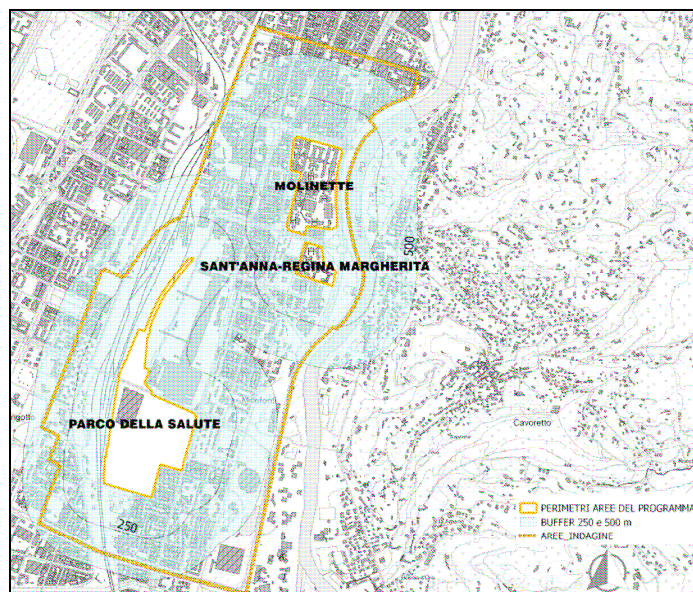 MOLINETTE
500
SANT'ANNA-REGINA MARGHERITA
PARCO DELLA SALUTE
Cavoretto
250
PERIMETRI AREE DEL PROGRAMMA
BUFFER 250 e 500 m
AREE_INDAGINE